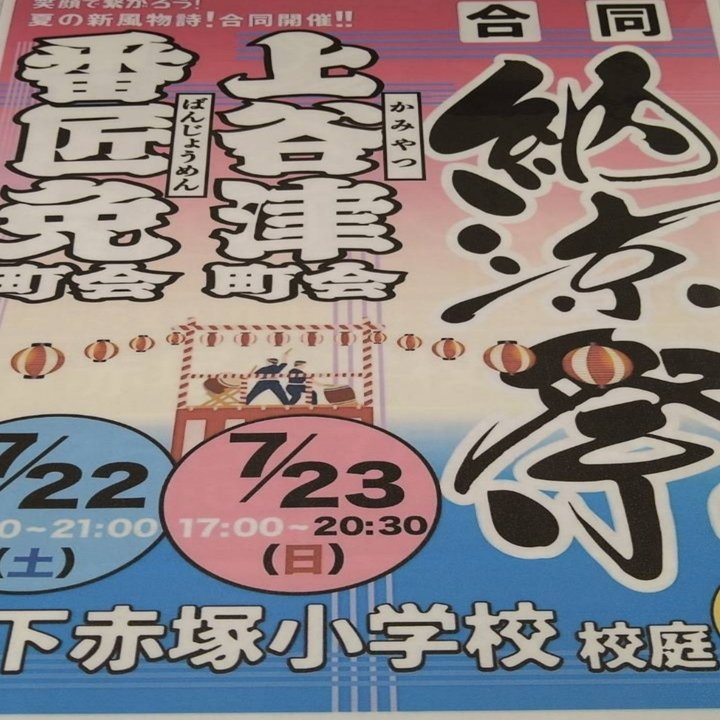 笑顔で繋がろう!
夏の新風物詩!合同開催!!
合同
納涼祭
上谷津
かみやつ
町会
番匠免
ばんじょうめん
町会
7/22
0~21:00
(土)
7/23
17:00~20:30
(日)
下赤塚小学校 校庭